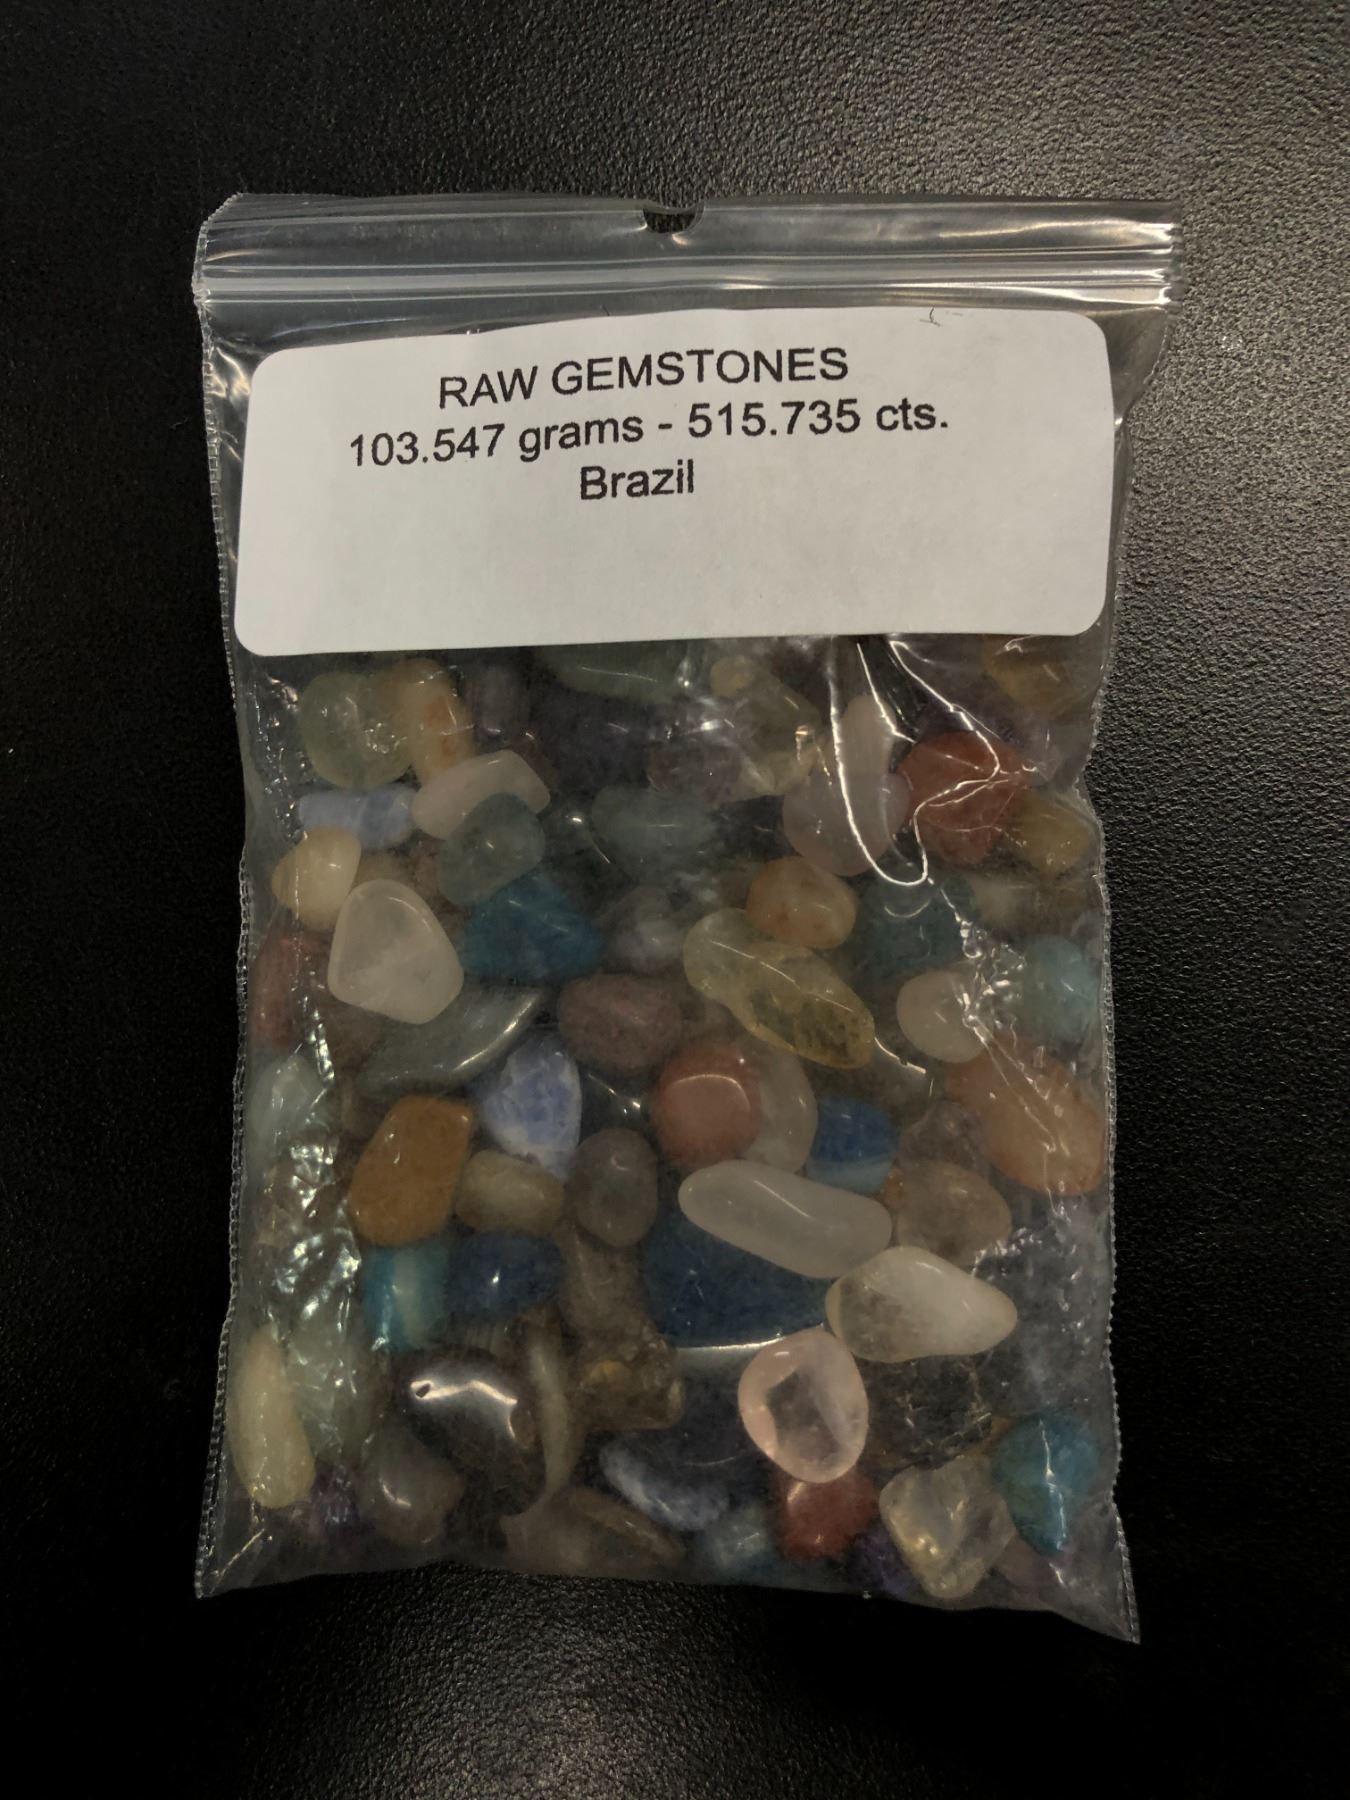 RAW GEMSTONES
103.547 grams - 515.735 cts.
Brazil